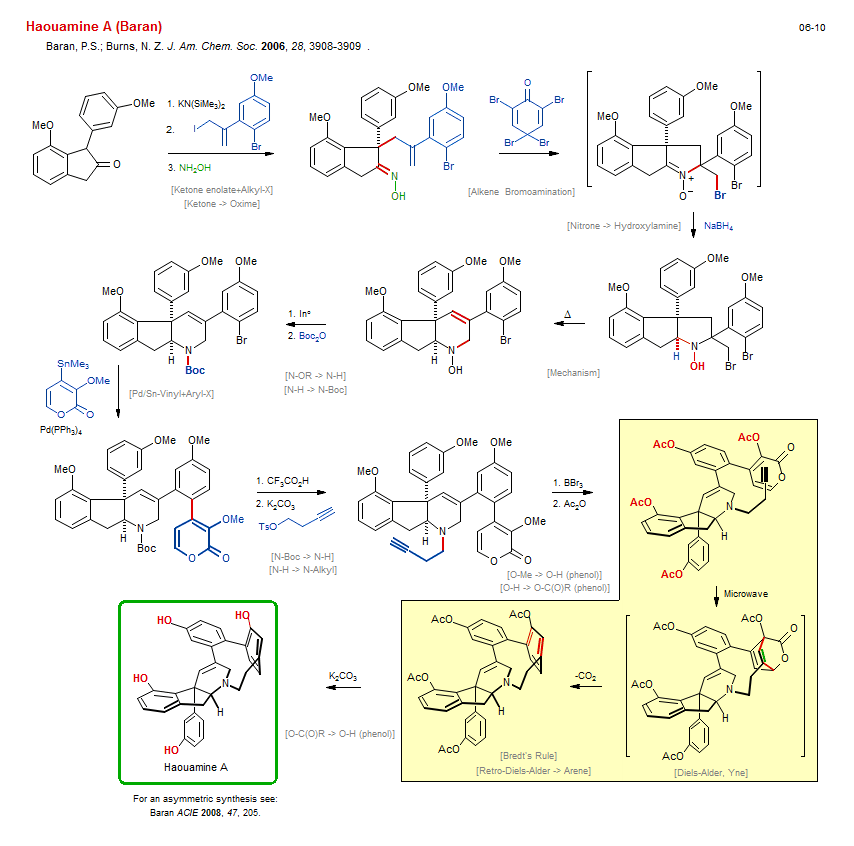 Haouamine A (Baran)
06-10
Baran, P.S.; Burns, N. Z. J. Am. Chem. Soc. 2006, 28, 3908-3909 .
MeO
OMe
O
1. KN(SiMe3)2
2.
I
OMe
Br
3. NH2OH
[Ketone enolate+Alkyl-X]
[Ketone -> Oxime]
MeO
OMe
OMe
Br
N
OH
O
Br
Br
Br
Br
[Alkene Bromoamination]
MeO
OMe
OMe
N
+
O
−
Br
Br
[Nitrone -> Hydroxylamine]
NaBH4
MeO
OMe
OMe
Br
H
N
Boc
1. In°
2. Boc2O
[N-OR -> N-H]
[N-H -> N-Boc]
MeO
OMe
OMe
Br
H
N
OH
Δ
[Mechanism]
MeO
OMe
OMe
H
N
OH
Br
Br
SnMe3
OMe
O
O
Pd(PPh3)4
[Pd/Sn-Vinyl+Aryl-X]
MeO
OMe
OMe
H
N
Boc
OMe
O
O
1. CF3CO2H
2. K2CO3
TsO
[N-Boc -> N-H]
[N-H -> N-Alkyl]
MeO
OMe
OMe
H
N
OMe
O
O
1. BBr3
2. Ac2O
[O-Me -> O-H (phenol)]
[O-H -> O-C(O)R (phenol)]
AcO
AcO
O
O
AcO
N
H
AcO
Microwave
AcO
AcO
O
O
AcO
N
H
AcO
[Diels-Alder, Yne]
-CO2
AcO
AcO
AcO
N
H
AcO
[Bredt's Rule]
[Retro-Diels-Alder -> Arene]
K2CO3
[O-C(O)R -> O-H (phenol)]
HO
HO
HO
N
H
HO
Haouamine A
For an asymmetric synthesis see:
Baran ACIE 2008, 47, 205.